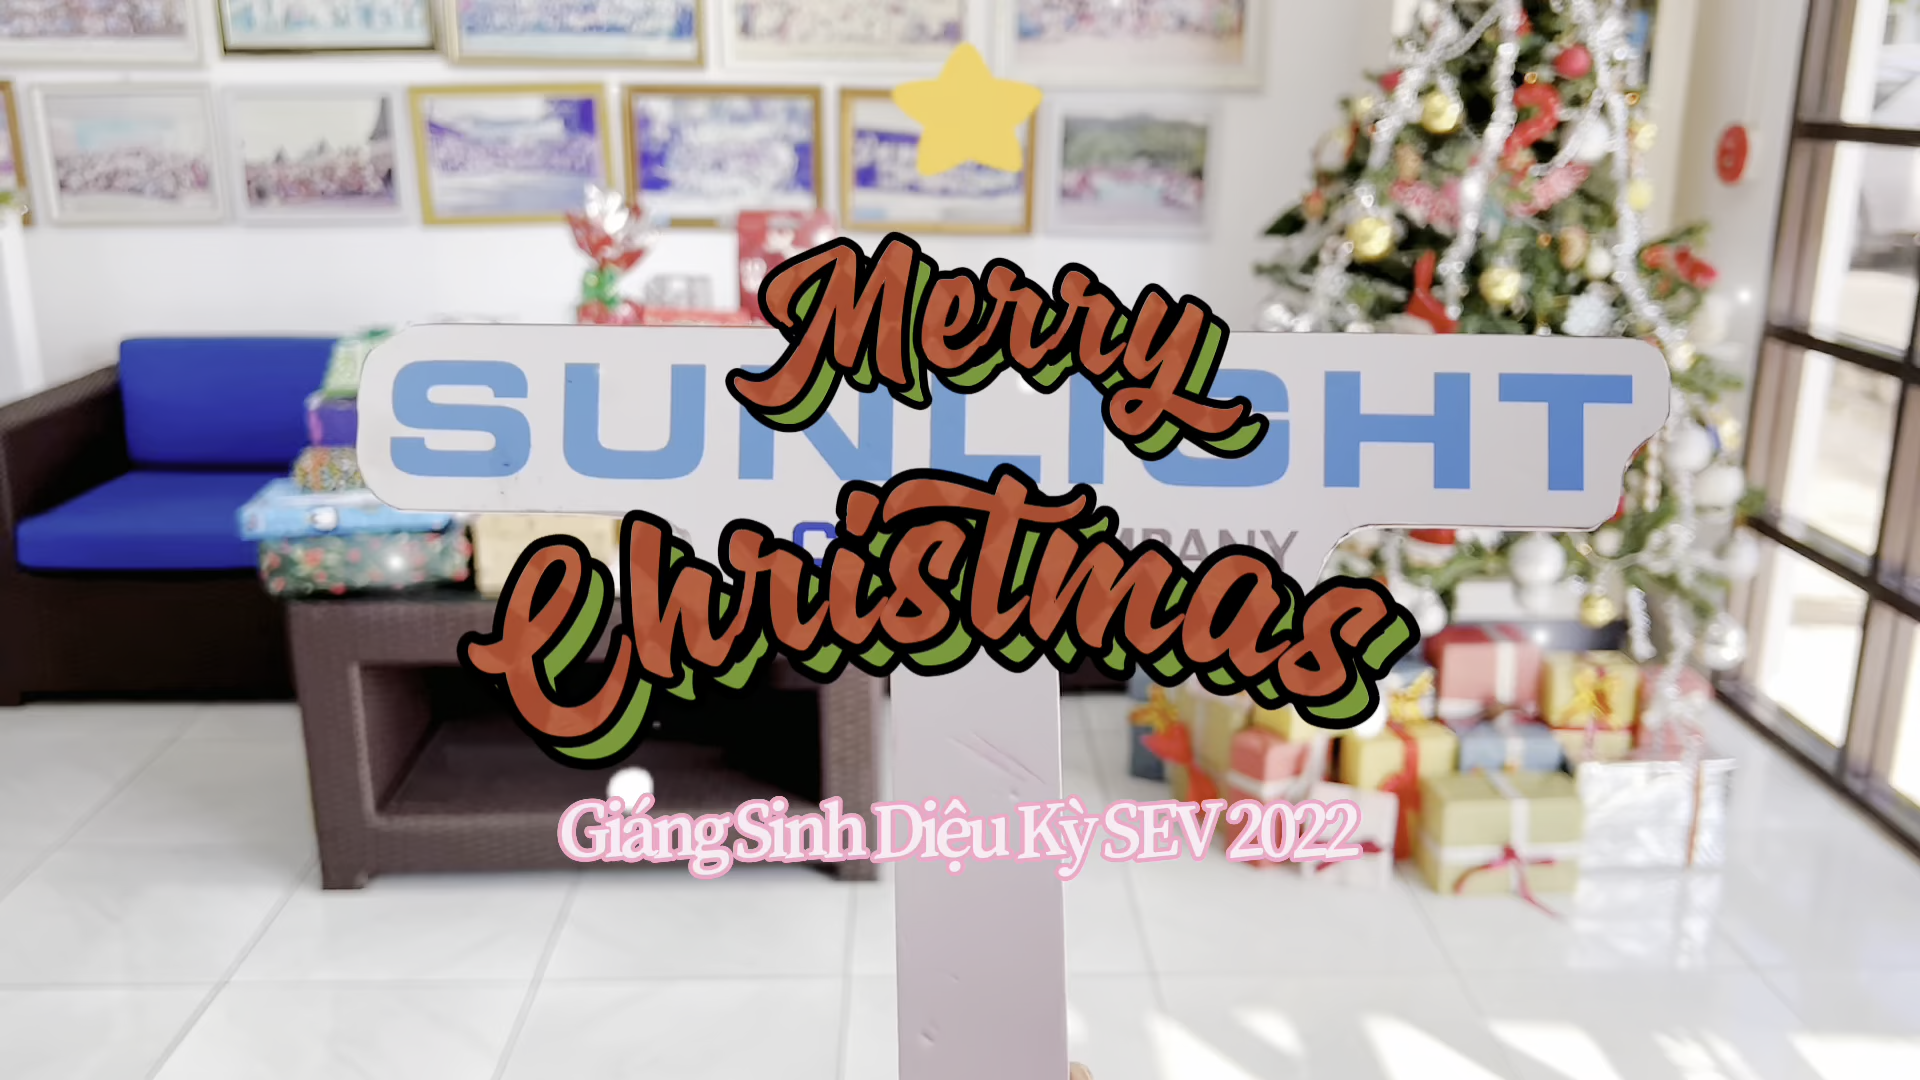 Merry
SUNLIGHT
Christmas
Giáng Sinh Diệu Kỳ SEV 2022